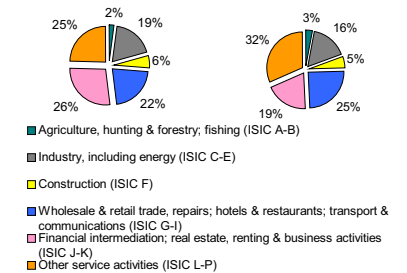 2%
25%
19%
6%
26%
22%
3%
16%
32%
5%
19%
25%
Agriculture, hunting & forestry; fishing (ISIC A-B)
Industry, including energy (ISIC C-E)
Construction (ISIC F)
Wholesale & retail trade, repairs; hotels & restaurants; transport &
communications (ISIC G-I)
Financial intermediation; real estate, renting & business activities
(ISIC J-K)
Other service activities (ISIC L-P)